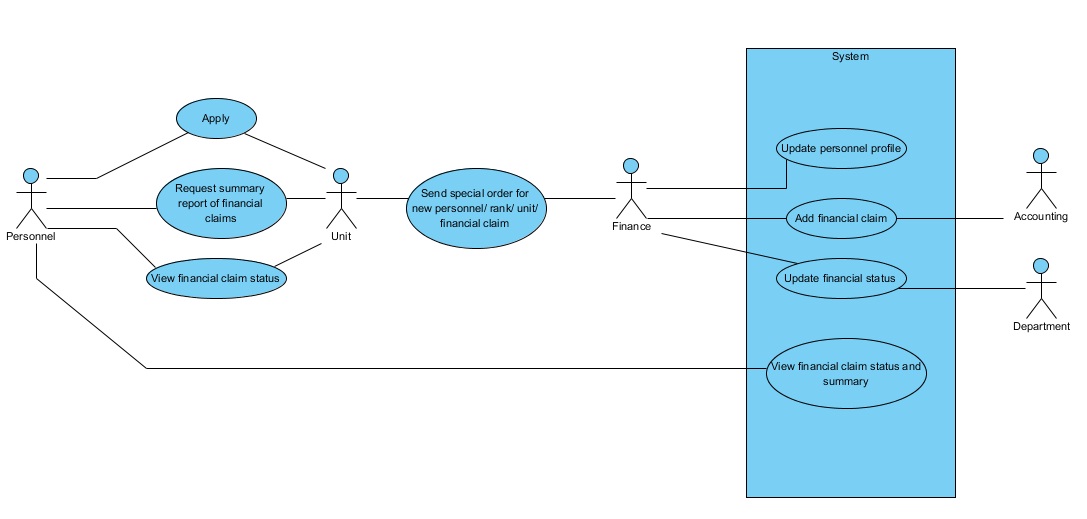 System
Apply
Update personnel profile
Request summary
report of financial
claims
Send special order for
new personnel/ rank/ unit/
financial claim
Personnel
Unit
Finance
Add financial claim
Accounting
View financial claim status
Update financial status
Department
View financial claim status and
summary